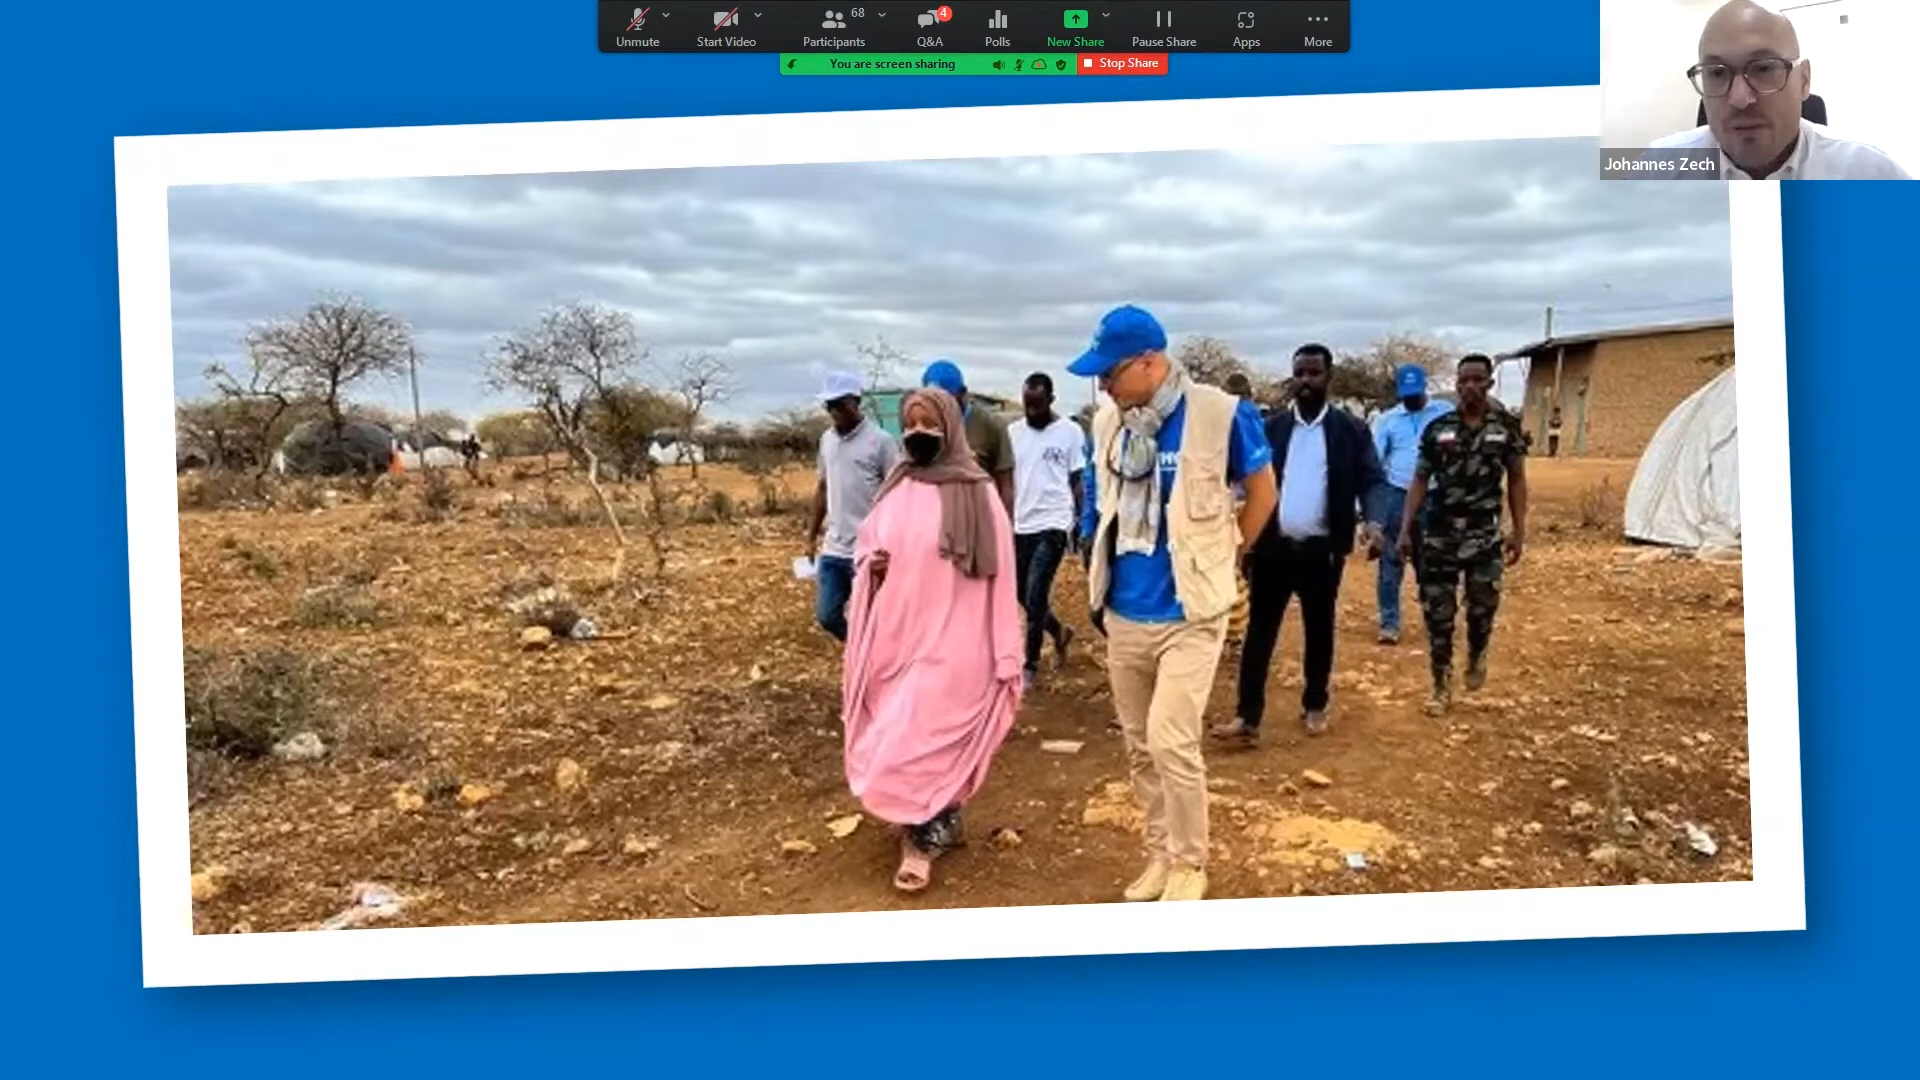 68
4
Unmute
Start Video
Participants
Q&A
Polls
New Share
Pause Share
Apps
More
You are screen sharing
Stop Share
Johannes Zech